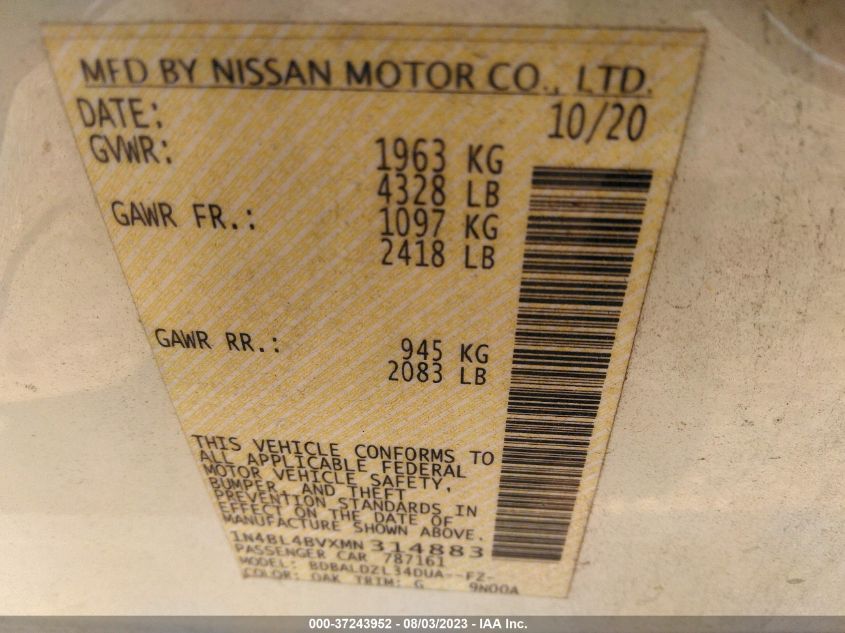 MFD BY NISSAN MOTOR CO., LTD.
DATE: 10/20
GVWR: 1963 KG
4328 LB
GAWR FR.: 1097 KG
2418 LB
GAWR RR.: 945 KG
2083 LB
THIS VEHICLE CONFORMS TO
ALL APPLICABLE FEDERAL
MOTOR VEHICLE SAFETY,
BUMPER, AND THEFT
PREVENTION STANDARDS IN
EFFECT ON THE DATE OF
MANUFACTURE SHOWN ABOVE.
1N4BL4BVXMN314883
PASSENGER CAR 787161
MODEL: BDBALDZL34DUA--FZ-
COLOR: QAK TRIM: G 9N00A
000-37243952 - 08/03/2023 - IAA Inc.